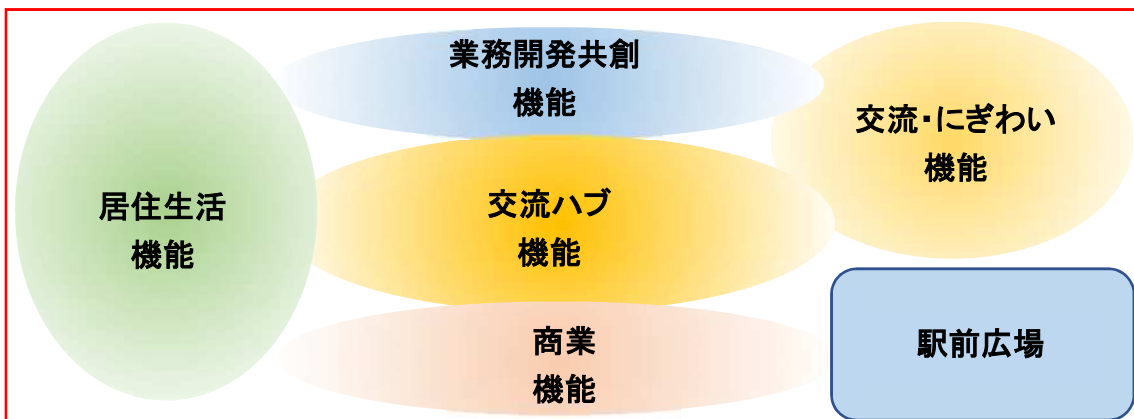 業務開発共創
機能
交流・にぎわい
機能
居住生活
機能
交流ハブ
機能
商業
機能
駅前広場